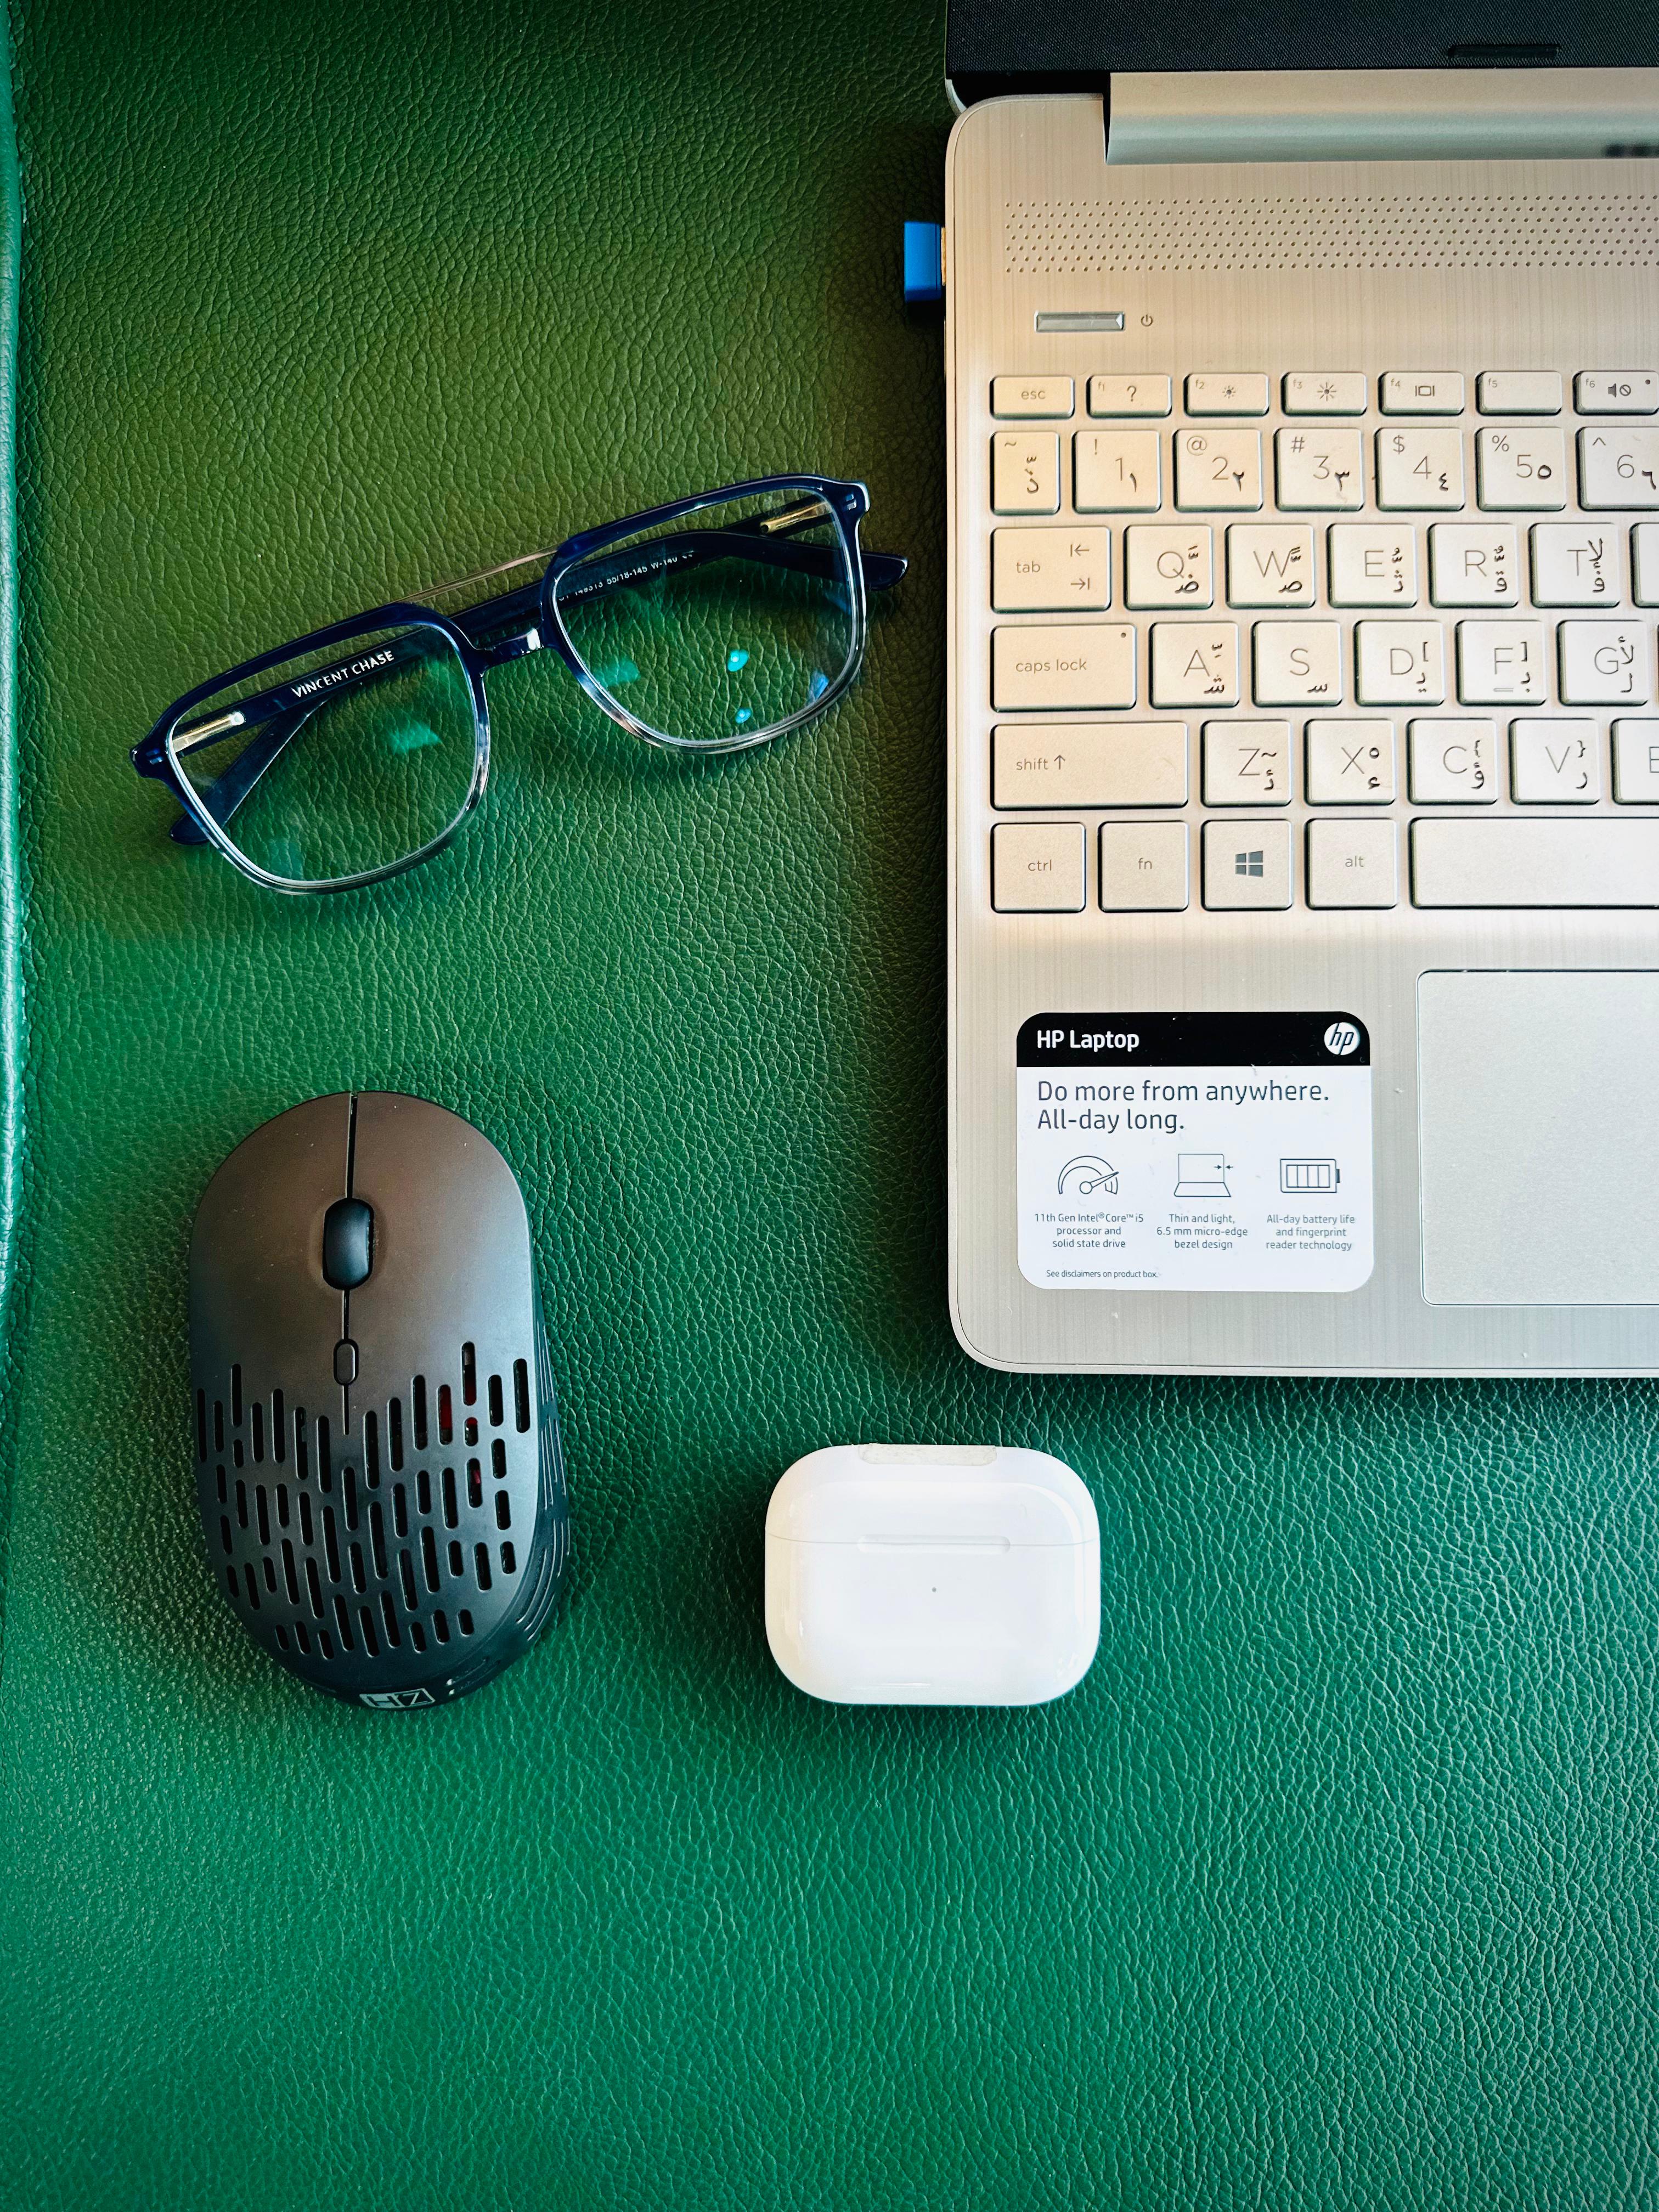 esc f1 ? f2 f3 f4 f5 f6
~ ّ ذ ! 1 ١ @ 2 ٢ # 3 ٣ $ 4 ٤ % 5 ٥ ^ 6 ٦
tab Q ض W ص E ث R ق T ف
caps lock A ش S س D ي F ب G ل
shift Z ئ X ء C ؤ V ر
ctrl fn alt
VINCENT CHASE
55/18-145 W-140
HP Laptop hp
Do more from anywhere.
All-day long.
11th Gen Intel® Core™ i5
processor and
solid state drive
Thin and light,
6.5 mm micro-edge
bezel design
All-day battery life
and fingerprint
reader technology
See disclaimers on product box.
HZ